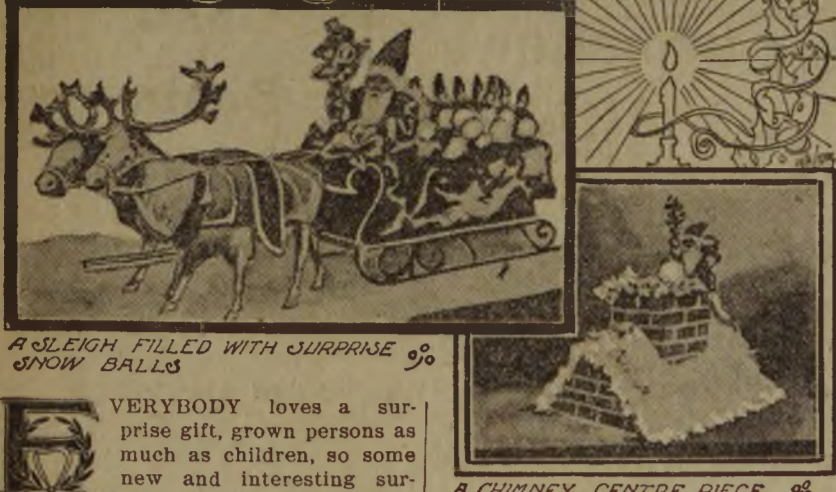 A SLEIGH FILLED WITH SURPRISE
SNOW BALLS
EVERYBODY loves a sur-
prise gift, grown persons as
much as children, so some
new and interesting sur-
A CHIMNEY CENTRE PIECE